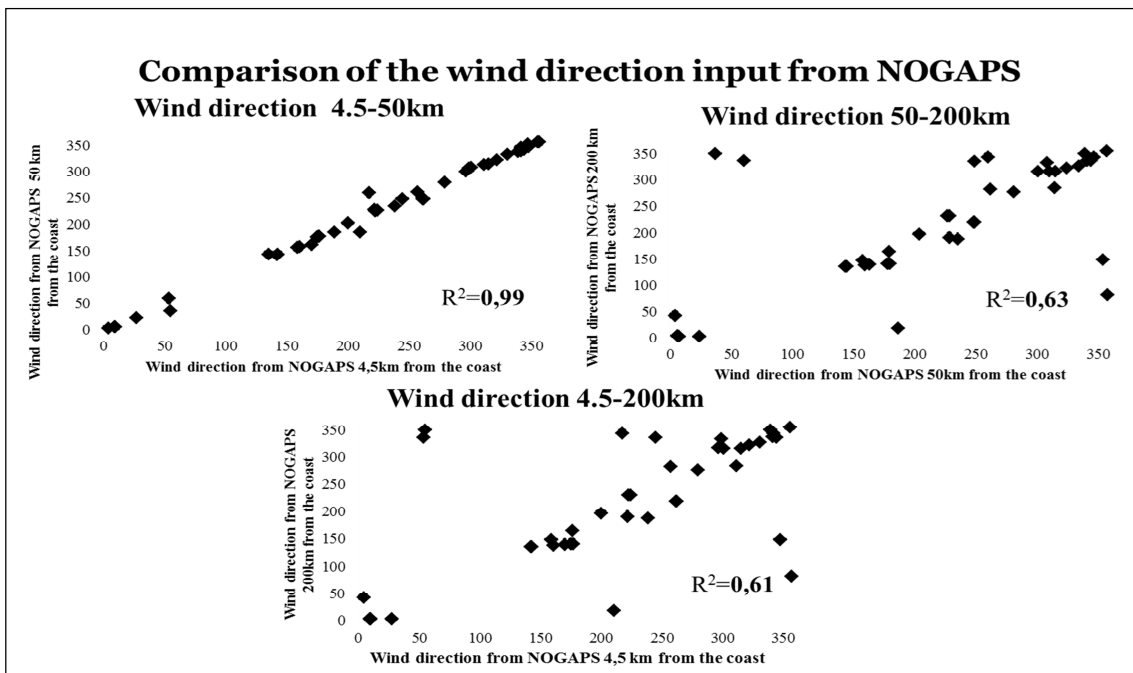 Comparison of the wind direction input from NOGAPS
Wind direction 4.5-50km
Wind direction from NOGAPS 50 km
from the coast
350
300
250
200
150
100
50
0
R²=0,99
0 50 100 150 200 250 300 350
Wind direction from NOGAPS 4,5km from the coast
Wind direction 50-200km
Wind direction from NOGAPS 200 km
from the coast
350
300
250
200
150
100
50
0
R²=0,63
0 50 100 150 200 250 300 350
Wind direction from NOGAPS 50km from the coast
Wind direction 4.5-200km
Wind direction from NOGAPS
200km from the coast
350
300
250
200
150
100
50
0
R²=0,61
0 50 100 150 200 250 300 350
Wind direction from NOGAPS 4,5 km from the coast